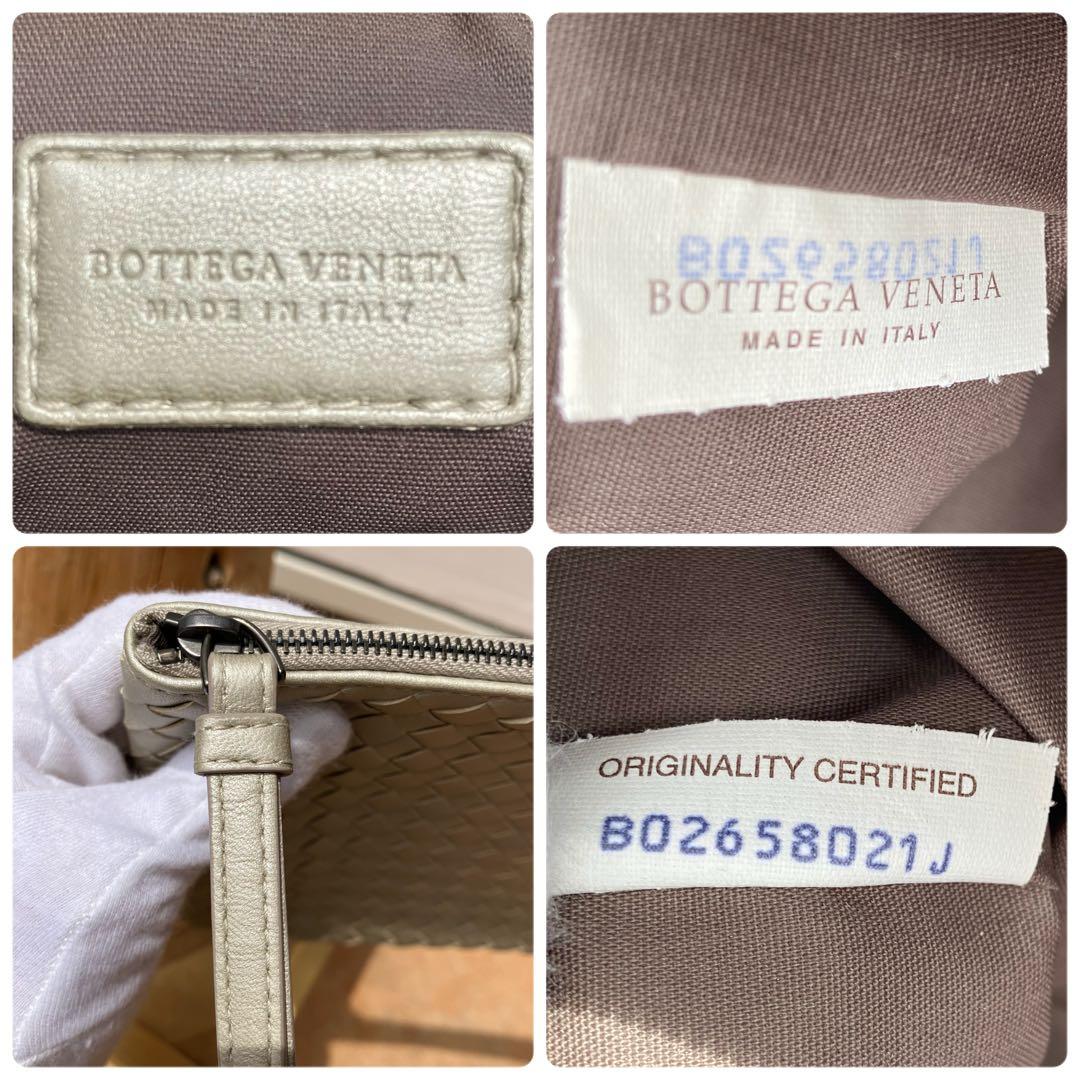 BOTTEGA VENETA
MADE IN ITALY
BOTTEGA VENETA
MADE IN ITALY
ORIGINALITY CERTIFIED
B02658021J